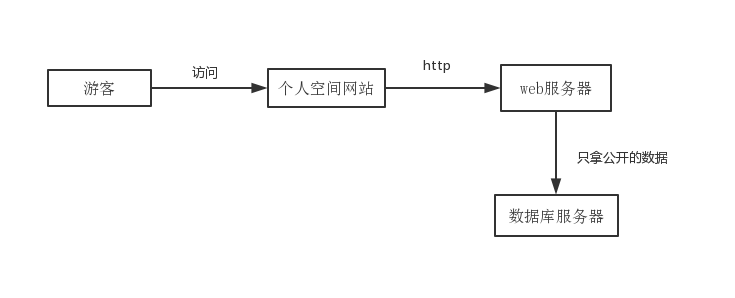 游客
访问
个人空间网站
http
web服务器
只拿公开的数据
数据库服务器